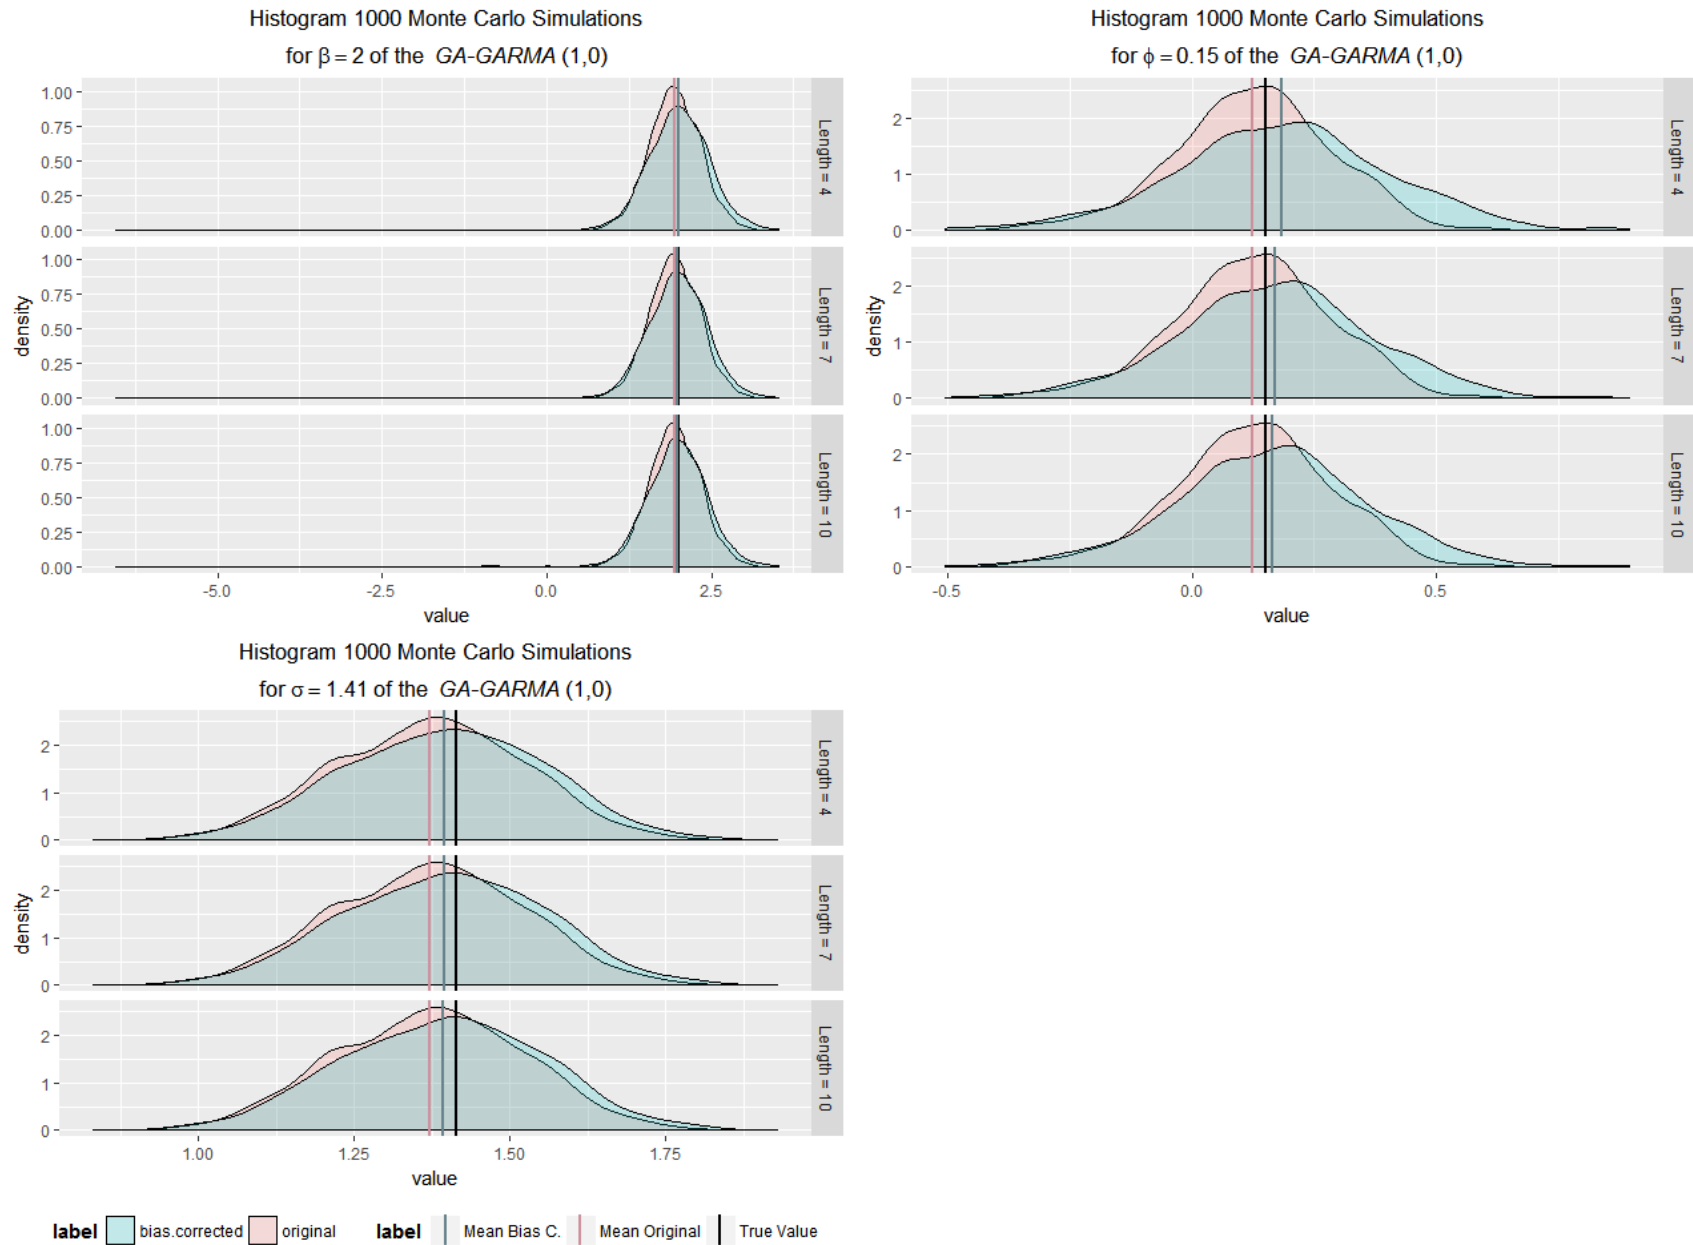 Histogram 1000 Monte Carlo Simulations
for β = 2 of the GA-GARMA (1,0)
density
1.00
0.75
0.50
0.25
0.00
Length = 4
1.00
0.75
0.50
0.25
0.00
Length = 7
1.00
0.75
0.50
0.25
0.00
Length = 10
-5.0
-2.5
0.0
2.5
value
Histogram 1000 Monte Carlo Simulations
for ϕ = 0.15 of the GA-GARMA (1,0)
density
2
1
0
Length = 4
2
1
0
Length = 7
2
1
0
Length = 10
-0.5
0.0
0.5
value
Histogram 1000 Monte Carlo Simulations
for σ = 1.41 of the GA-GARMA (1,0)
density
2
1
0
Length = 4
2
1
0
Length = 7
2
1
0
Length = 10
1.00
1.25
1.50
1.75
value
label bias.corrected original label Mean Bias C. Mean Original True Value